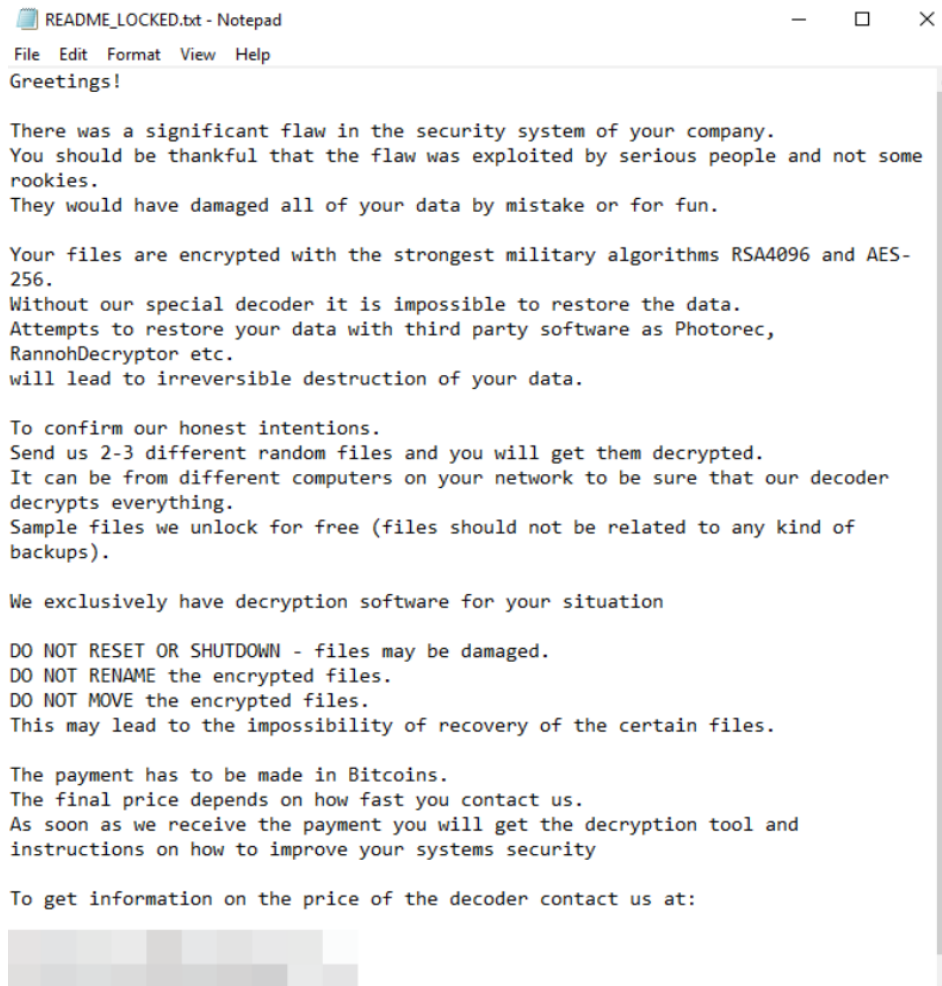 README_LOCKED.txt - Notepad
File Edit Format View Help
Greetings!
There was a significant flaw in the security system of your company.
You should be thankful that the flaw was exploited by serious people and not some
rookies.
They would have damaged all of your data by mistake or for fun.
Your files are encrypted with the strongest military algorithms RSA4096 and AES-
256.
Without our special decoder it is impossible to restore the data.
Attempts to restore your data with third party software as Photorec,
RannohDecryptor etc.
will lead to irreversible destruction of your data.
To confirm our honest intentions.
Send us 2-3 different random files and you will get them decrypted.
It can be from different computers on your network to be sure that our decoder
decrypts everything.
Sample files we unlock for free (files should not be related to any kind of
backups).
We exclusively have decryption software for your situation
DO NOT RESET OR SHUTDOWN - files may be damaged.
DO NOT RENAME the encrypted files.
DO NOT MOVE the encrypted files.
This may lead to the impossibility of recovery of the certain files.
The payment has to be made in Bitcoins.
The final price depends on how fast you contact us.
As soon as we receive the payment you will get the decryption tool and
instructions on how to improve your systems security
To get information on the price of the decoder contact us at: